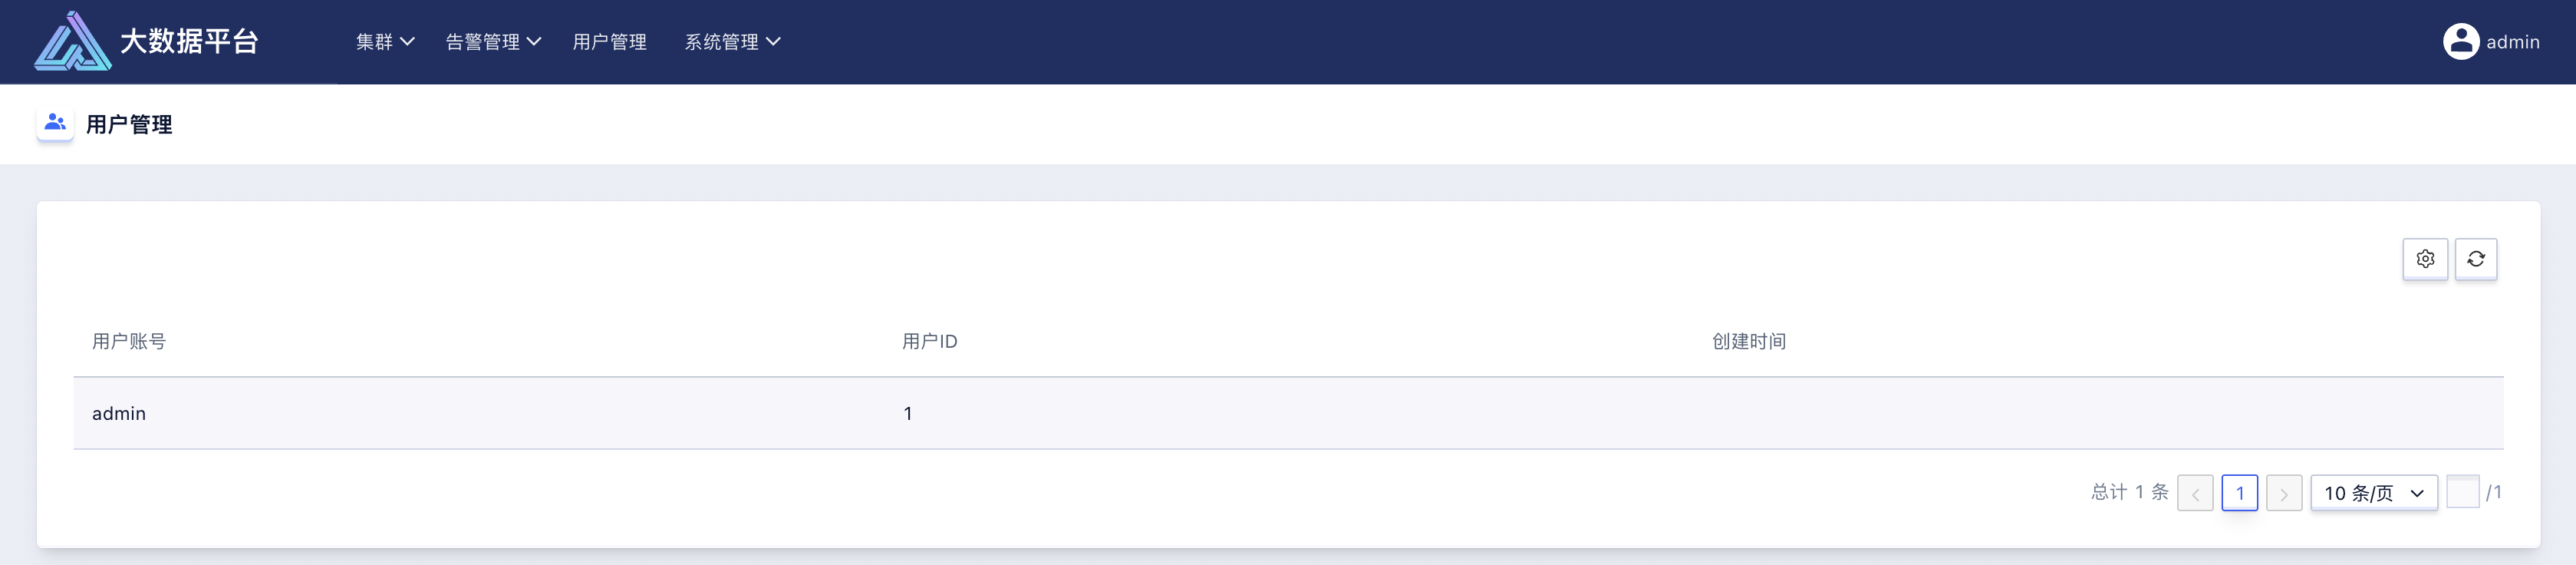 大数据平台 集群 告警管理 用户管理 系统管理 admin
用户管理
用户账号 用户ID 创建时间
admin 1
总计 1 条 1 10 条/页 /1